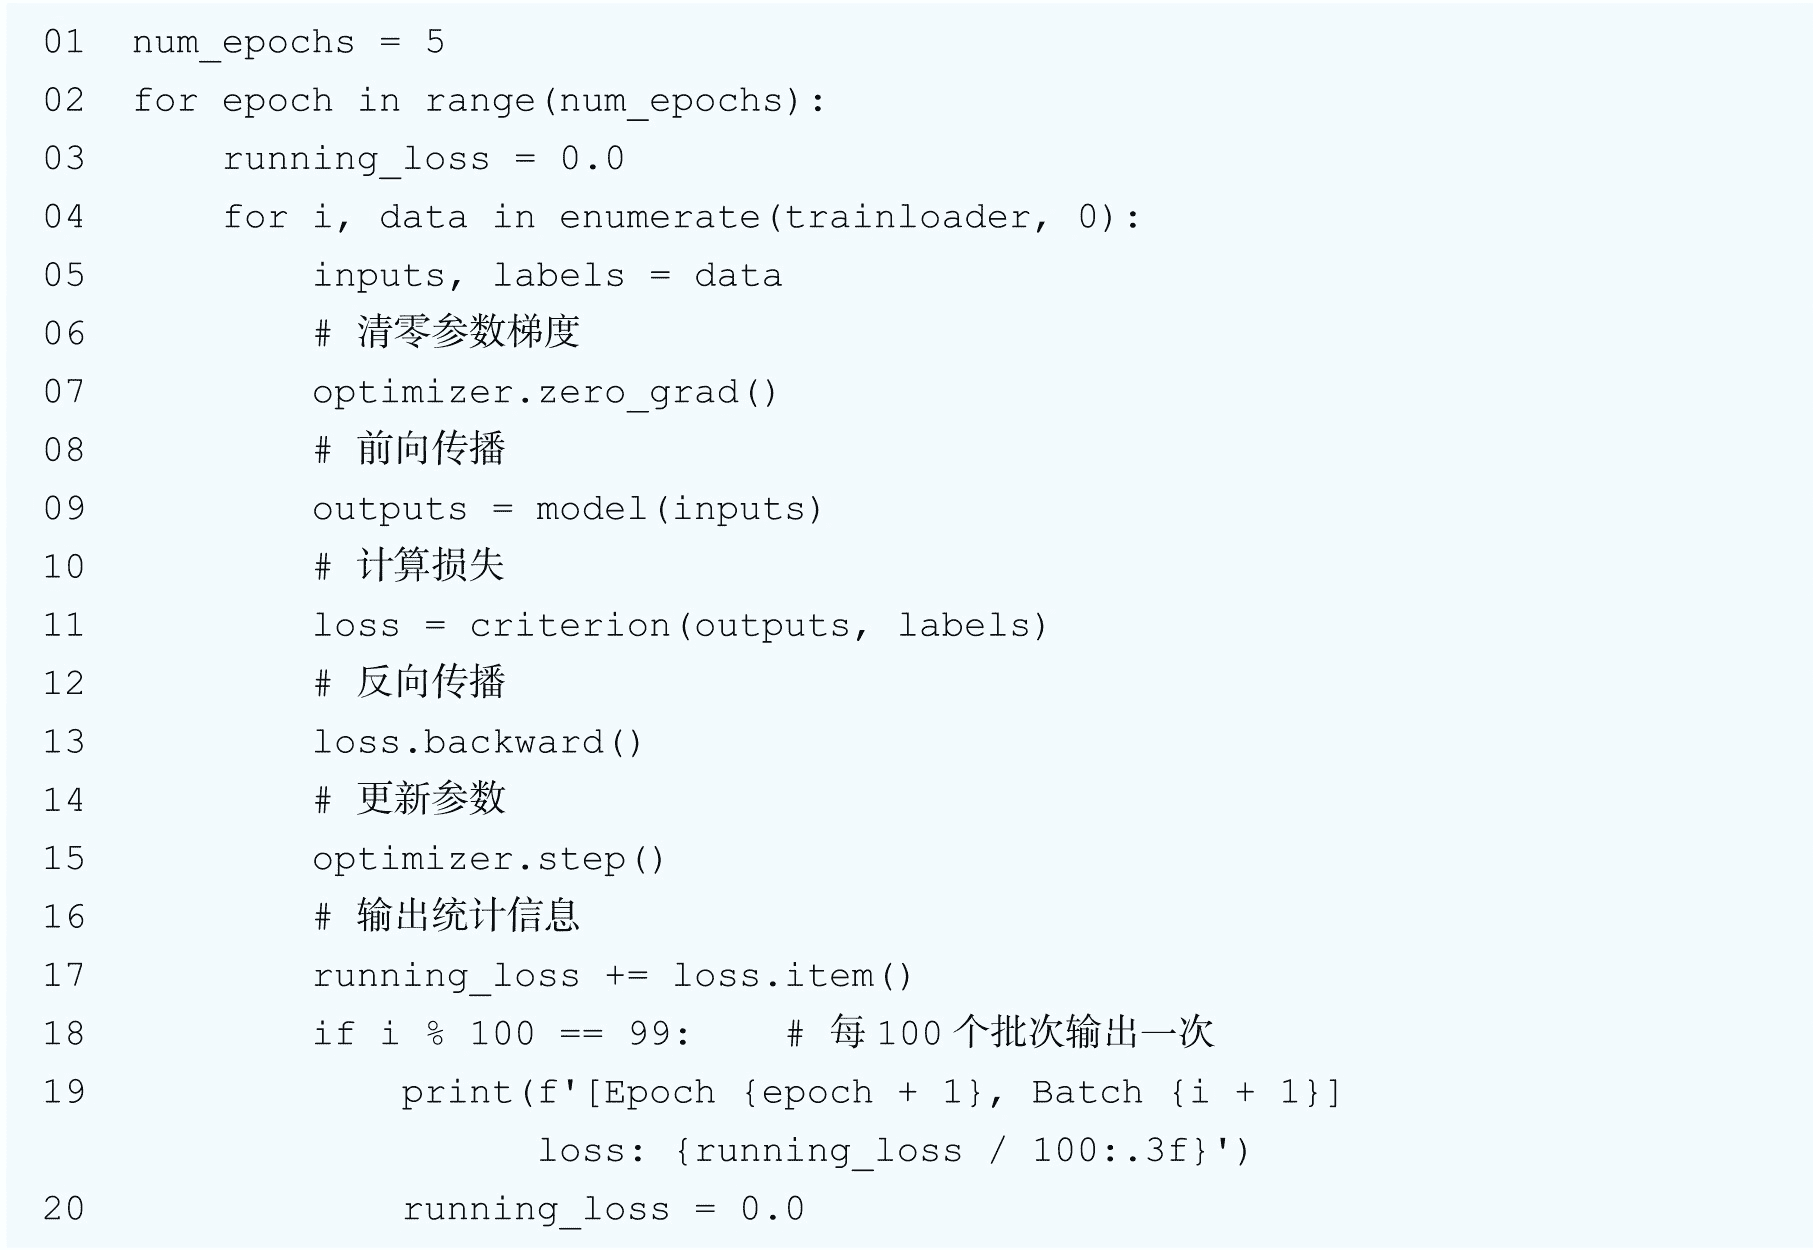 01 num_epochs = 5
02 for epoch in range(num_epochs):
03     running_loss = 0.0
04     for i, data in enumerate(trainloader, 0):
05         inputs, labels = data
06         # 清零参数梯度
07         optimizer.zero_grad()
08         # 前向传播
09         outputs = model(inputs)
10         # 计算损失
11         loss = criterion(outputs, labels)
12         # 反向传播
13         loss.backward()
14         # 更新参数
15         optimizer.step()
16         # 输出统计信息
17         running_loss += loss.item()
18         if i % 100 == 99:    # 每100个批次输出一次
19             print(f'[Epoch {epoch + 1}, Batch {i + 1}]
                   loss: {running_loss / 100:.3f}')
20             running_loss = 0.0